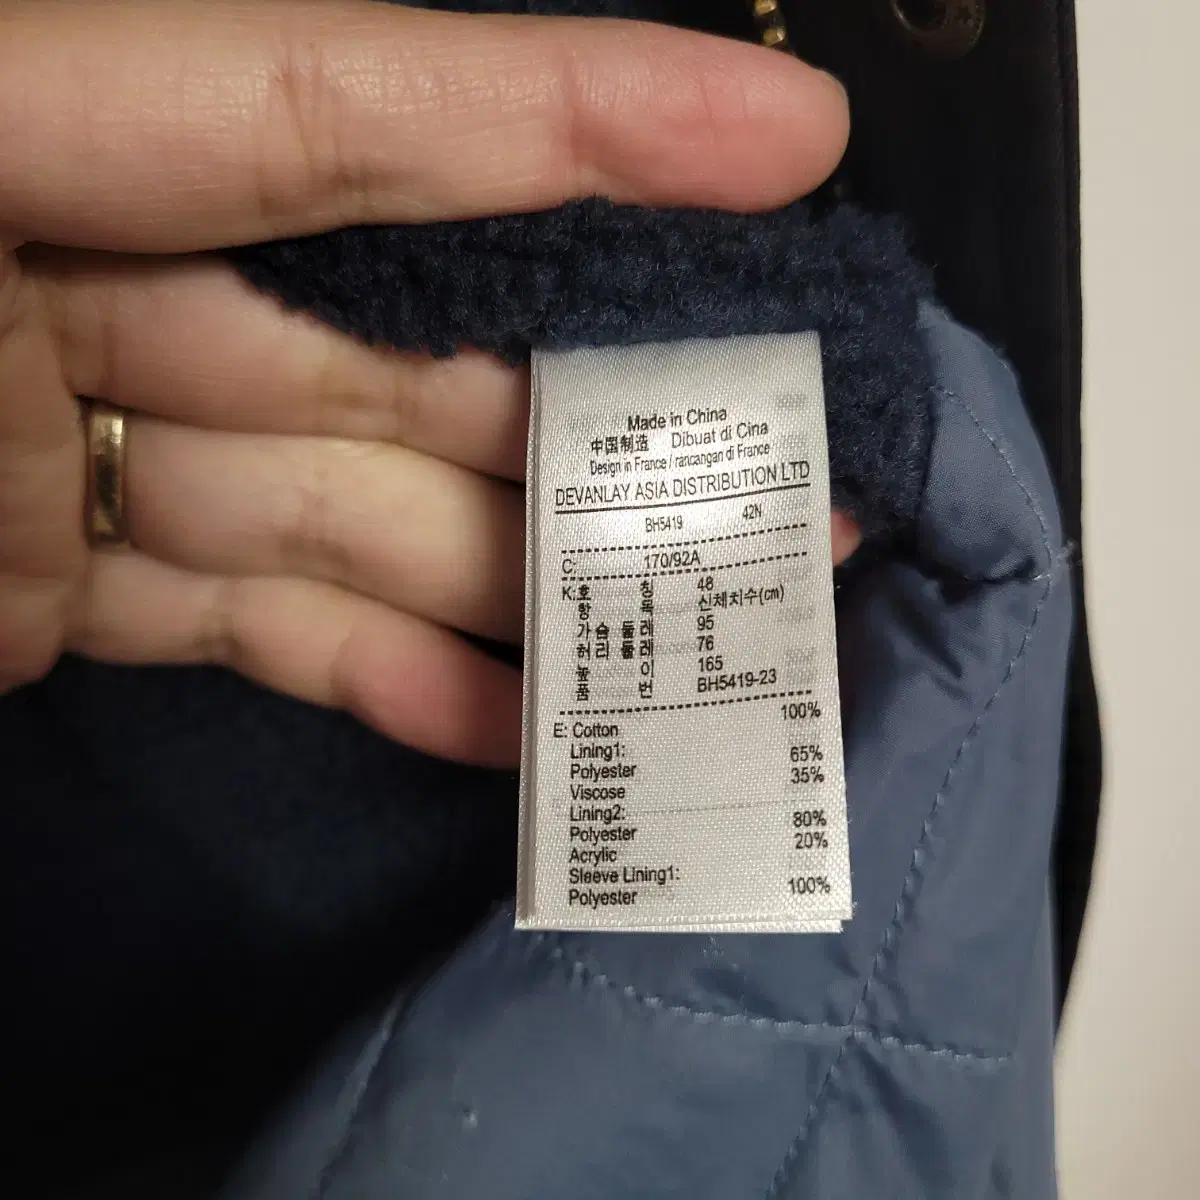 Made in China
中国制造 Dibuat di Cina
Design in France / rancangan di France
DEVANLAY ASIA DISTRIBUTION LTD
BH5419 42N
C: 170/92A
K:호 칭 48
항 목 신체치수(cm)
가 슴 둘 레 95
허 리 둘 레 76
높 이 165
품 번 BH5419-23
E: Cotton 100%
Lining1:
Polyester 65%
Viscose 35%
Lining2:
Polyester 80%
Acrylic 20%
Sleeve Lining1:
Polyester 100%